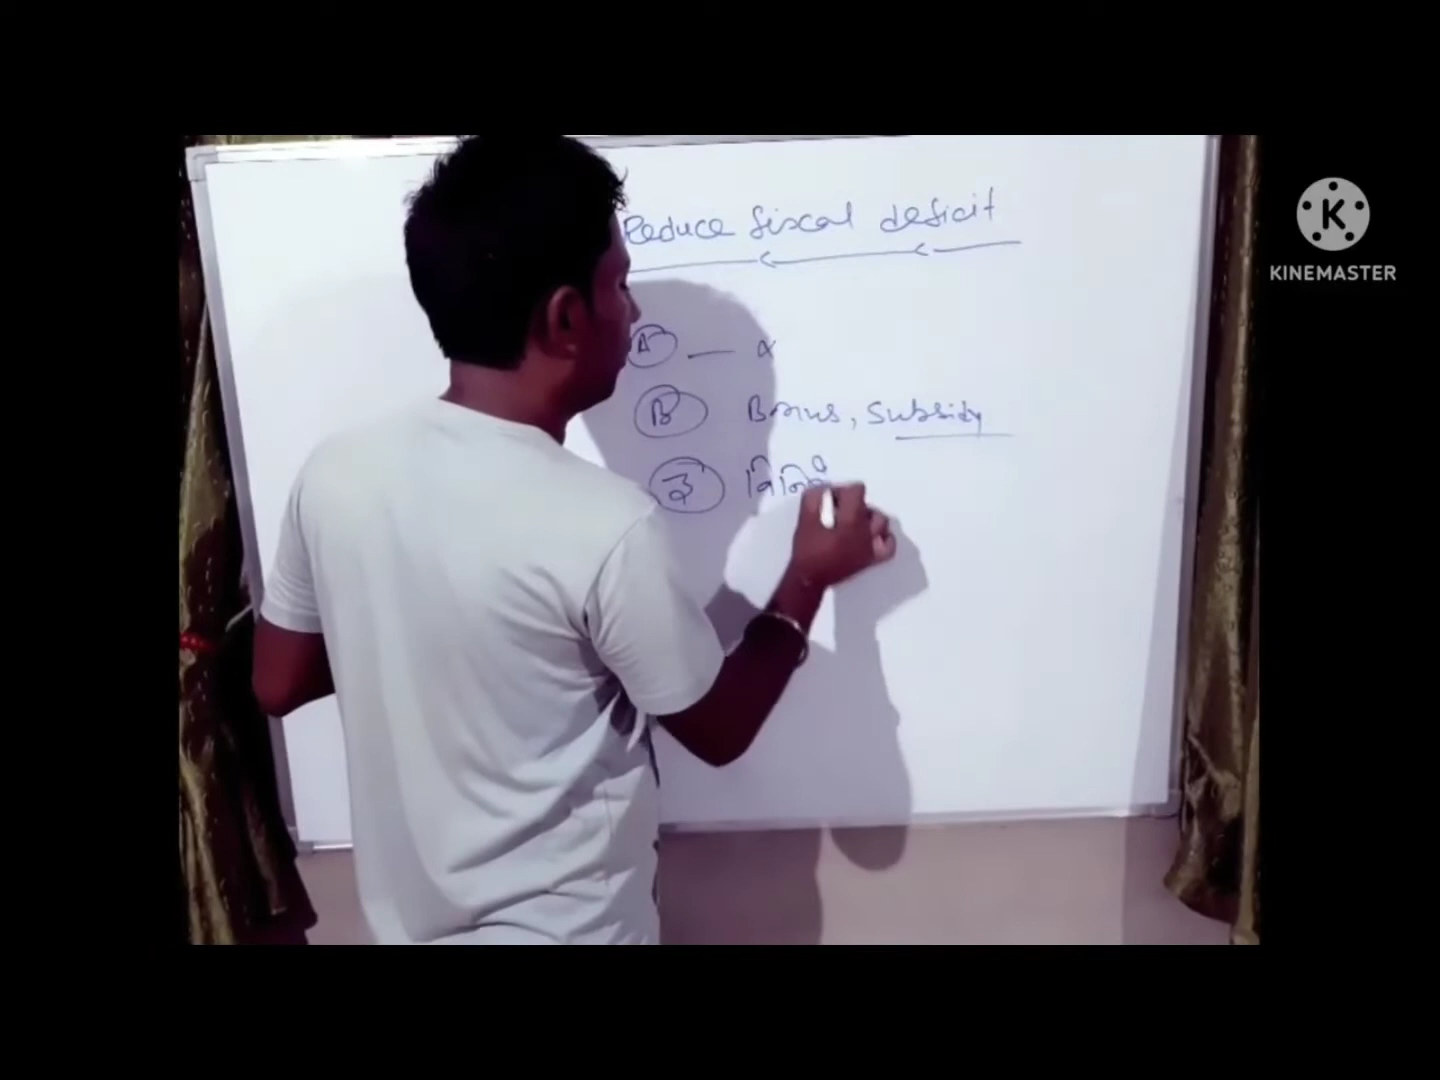 Reduce fiscal deficit
A — x
B Bonus, Subsidy
3
K
KINEMASTER